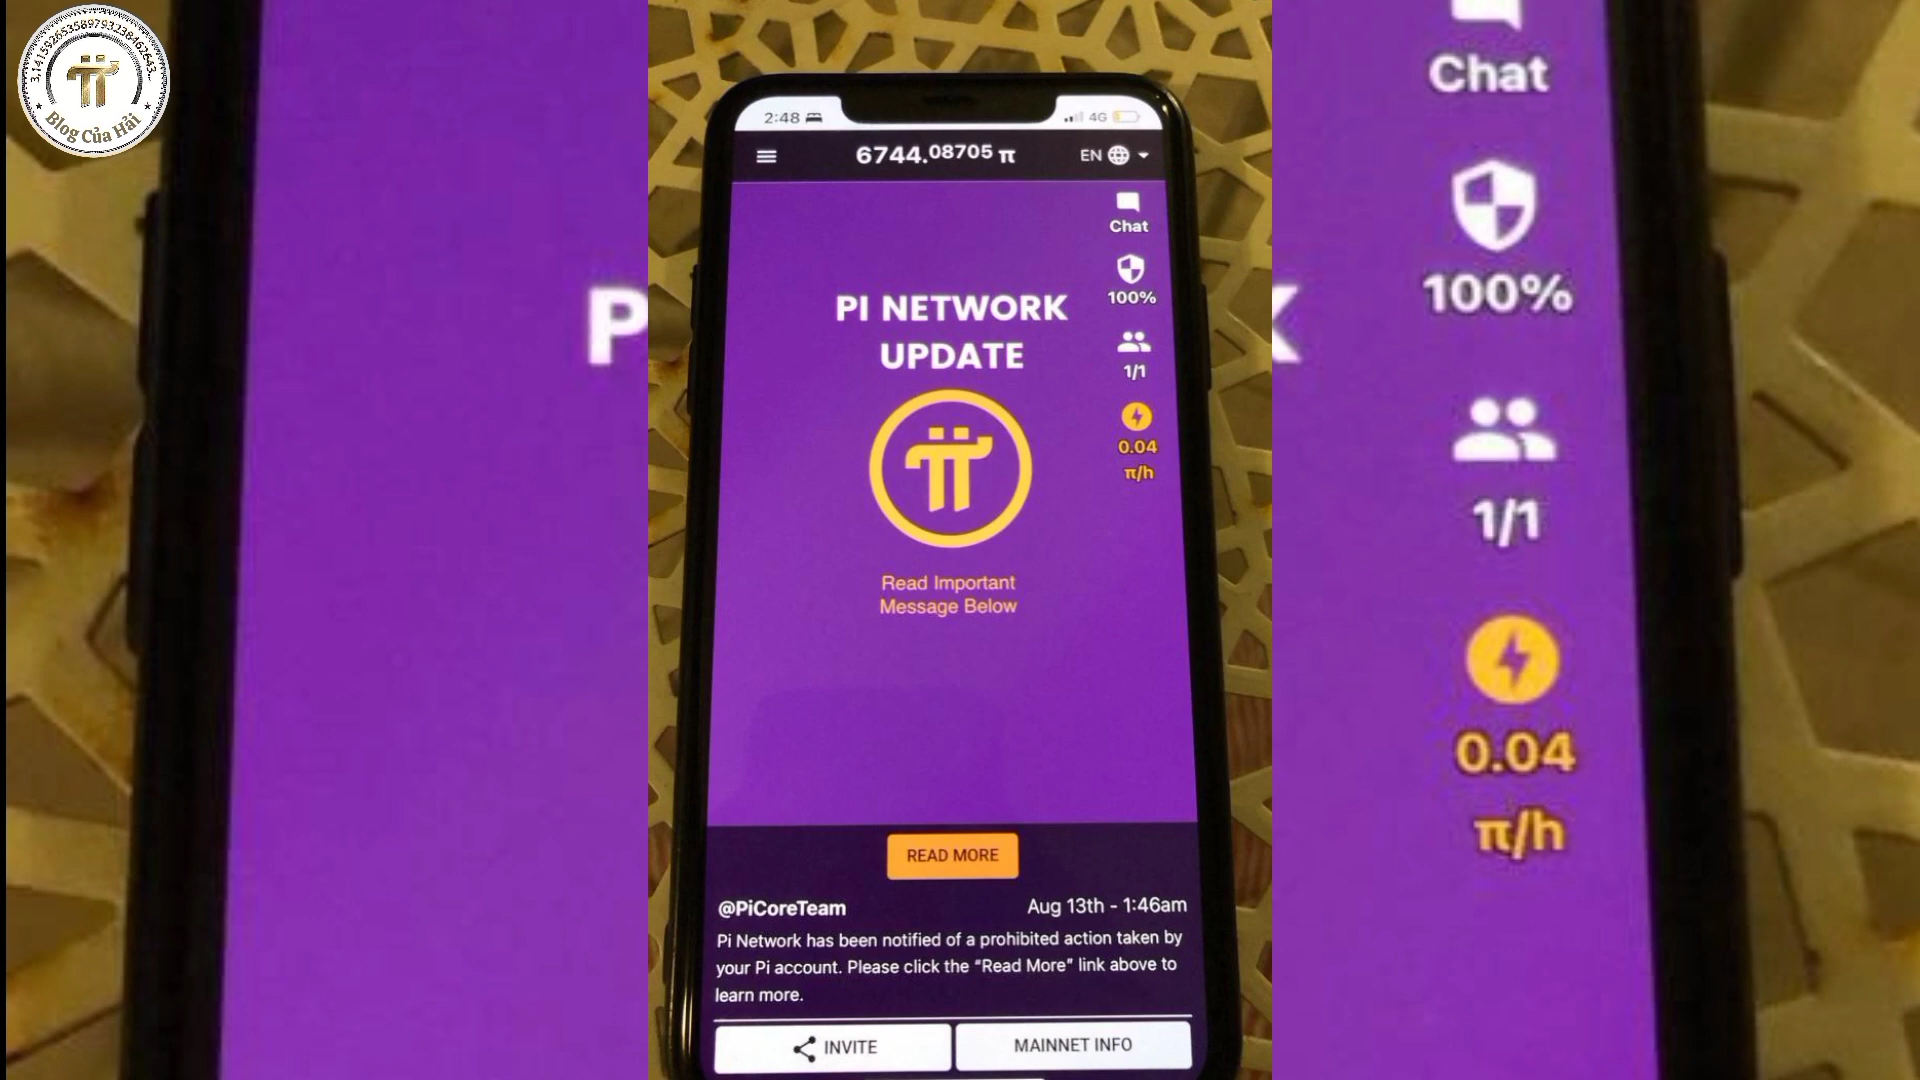 3.14159265358979323846264​3...
Blog Của Hải
2:48
4G
6744.08705 π
EN
Chat
100%
1/1
0.04
π/h
PI NETWORK
UPDATE
Read Important
Message Below
READ MORE
@PiCoreTeam
Aug 13th - 1:46am
Pi Network has been notified of a prohibited action taken by
your Pi account. Please click the “Read More” link above to
learn more.
INVITE
MAINNET INFO
P
K
Chat
100%
1/1
0.04
π/h